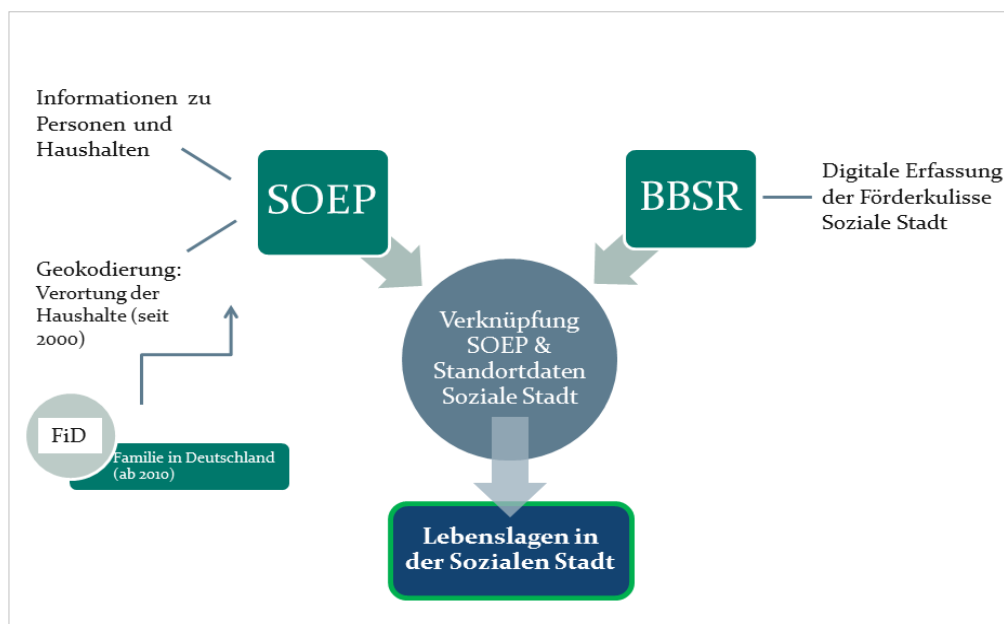 Informationen zu
Personen und
Haushalten
SOEP
BBSR
Digitale Erfassung
der Förderkulisse
Soziale Stadt
Geokodierung:
Verortung der
Haushalte (seit
2000)
Verknüpfung
SOEP &
Standortdaten
Soziale Stadt
FiD
Familie in Deutschland
(ab 2010)
Lebenslagen in
der Sozialen Stadt